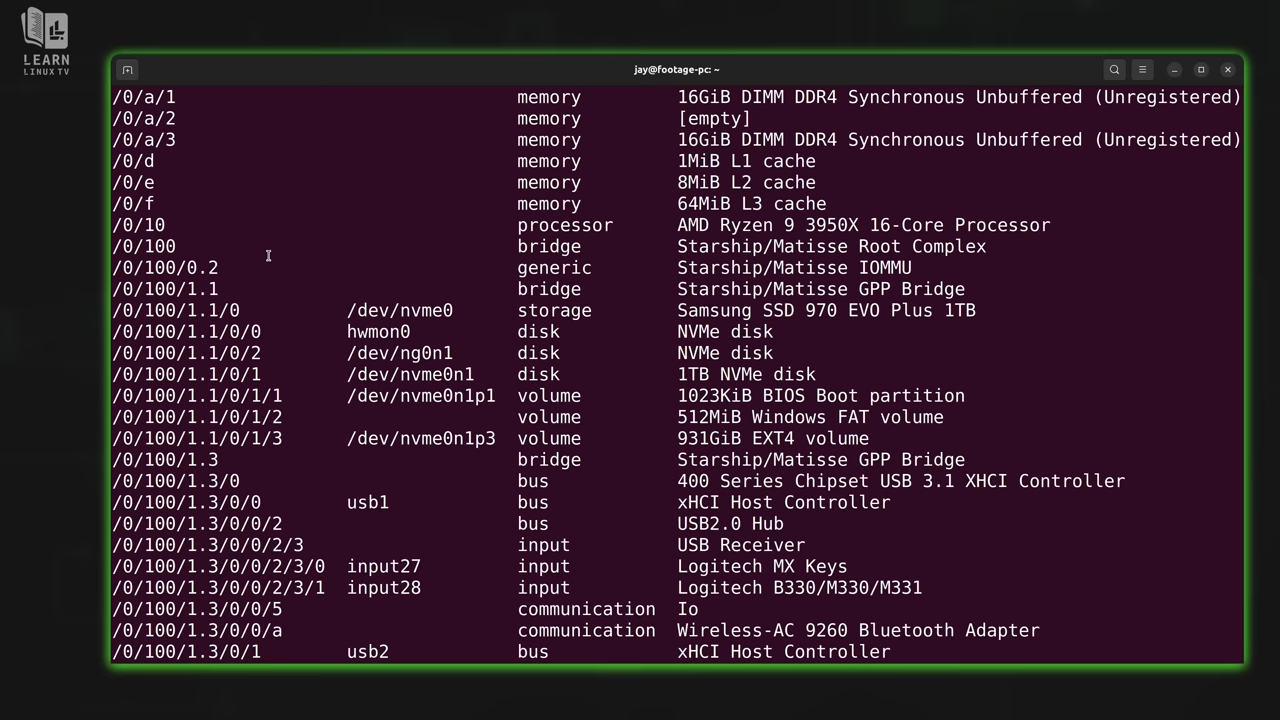 LEARN
LINUX TV
jay@footage-pc: ~
/0/a/1 memory 16GiB DIMM DDR4 Synchronous Unbuffered (Unregistered)
/0/a/2 memory [empty]
/0/a/3 memory 16GiB DIMM DDR4 Synchronous Unbuffered (Unregistered)
/0/d memory 1MiB L1 cache
/0/e memory 8MiB L2 cache
/0/f memory 64MiB L3 cache
/0/10 processor AMD Ryzen 9 3950X 16-Core Processor
/0/100 bridge Starship/Matisse Root Complex
/0/100/0.2 generic Starship/Matisse IOMMU
/0/100/1.1 bridge Starship/Matisse GPP Bridge
/0/100/1.1/0 /dev/nvme0 storage Samsung SSD 970 EVO Plus 1TB
/0/100/1.1/0/0 hwmon0 disk NVMe disk
/0/100/1.1/0/2 /dev/ng0n1 disk NVMe disk
/0/100/1.1/0/1 /dev/nvme0n1 disk 1TB NVMe disk
/0/100/1.1/0/1/1 /dev/nvme0n1p1 volume 1023KiB BIOS Boot partition
/0/100/1.1/0/1/2 volume 512MiB Windows FAT volume
/0/100/1.1/0/1/3 /dev/nvme0n1p3 volume 931GiB EXT4 volume
/0/100/1.3 bridge Starship/Matisse GPP Bridge
/0/100/1.3/0 bus 400 Series Chipset USB 3.1 XHCI Controller
/0/100/1.3/0/0 usb1 bus xHCI Host Controller
/0/100/1.3/0/0/2 bus USB2.0 Hub
/0/100/1.3/0/0/2/3 input USB Receiver
/0/100/1.3/0/0/2/3/0 input27 input Logitech MX Keys
/0/100/1.3/0/0/2/3/1 input28 input Logitech B330/M330/M331
/0/100/1.3/0/0/5 communication Io
/0/100/1.3/0/0/a communication Wireless-AC 9260 Bluetooth Adapter
/0/100/1.3/0/1 usb2 bus xHCI Host Controller